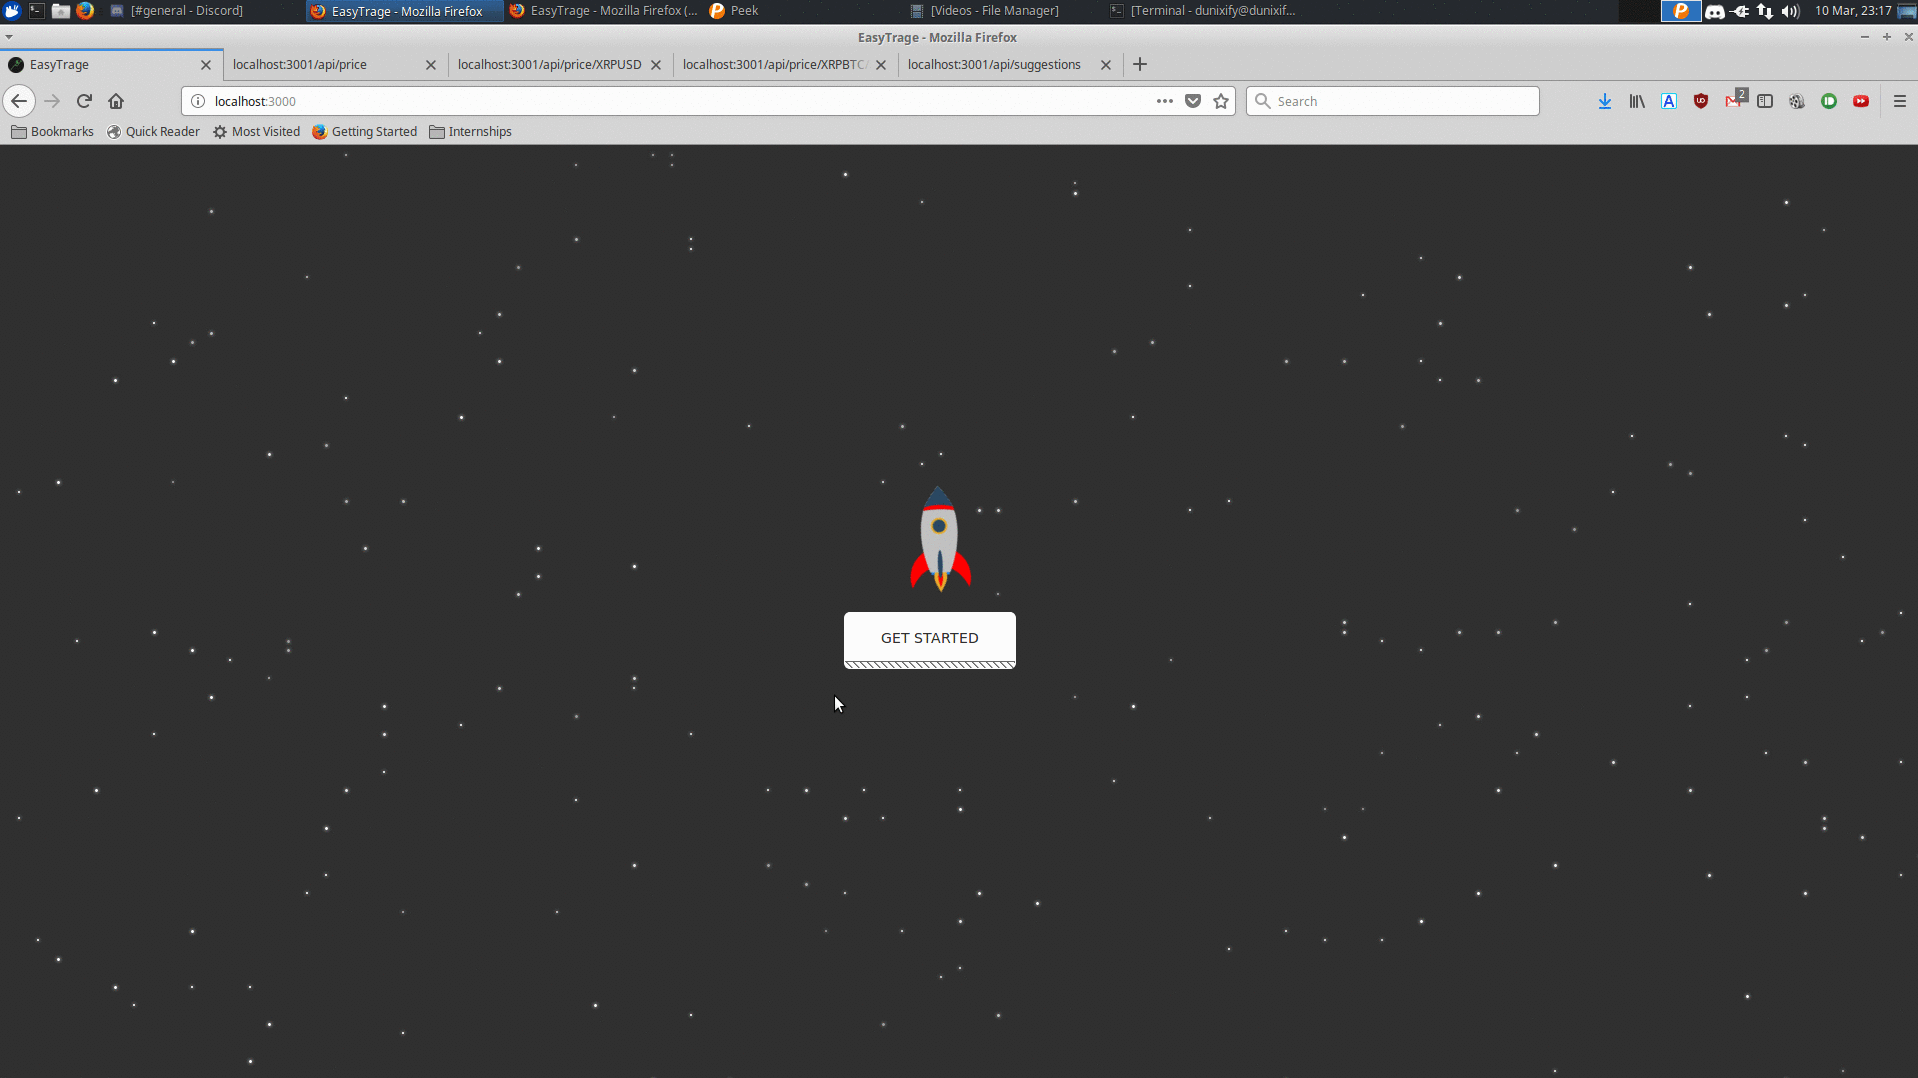 [#general - Discord]
EasyTrage - Mozilla Firefox
EasyTrage - Mozilla Firefox (...
Peek
[Videos - File Manager]
[Terminal - dunixify@dunixif...
10 Mar, 23:17
EasyTrage - Mozilla Firefox
EasyTrage
localhost:3001/api/price
localhost:3001/api/price/XRPUSD
localhost:3001/api/price/XRPBTC/
localhost:3001/api/suggestions
localhost:3000
Search
2
Bookmarks
Quick Reader
Most Visited
Getting Started
Internships
GET STARTED